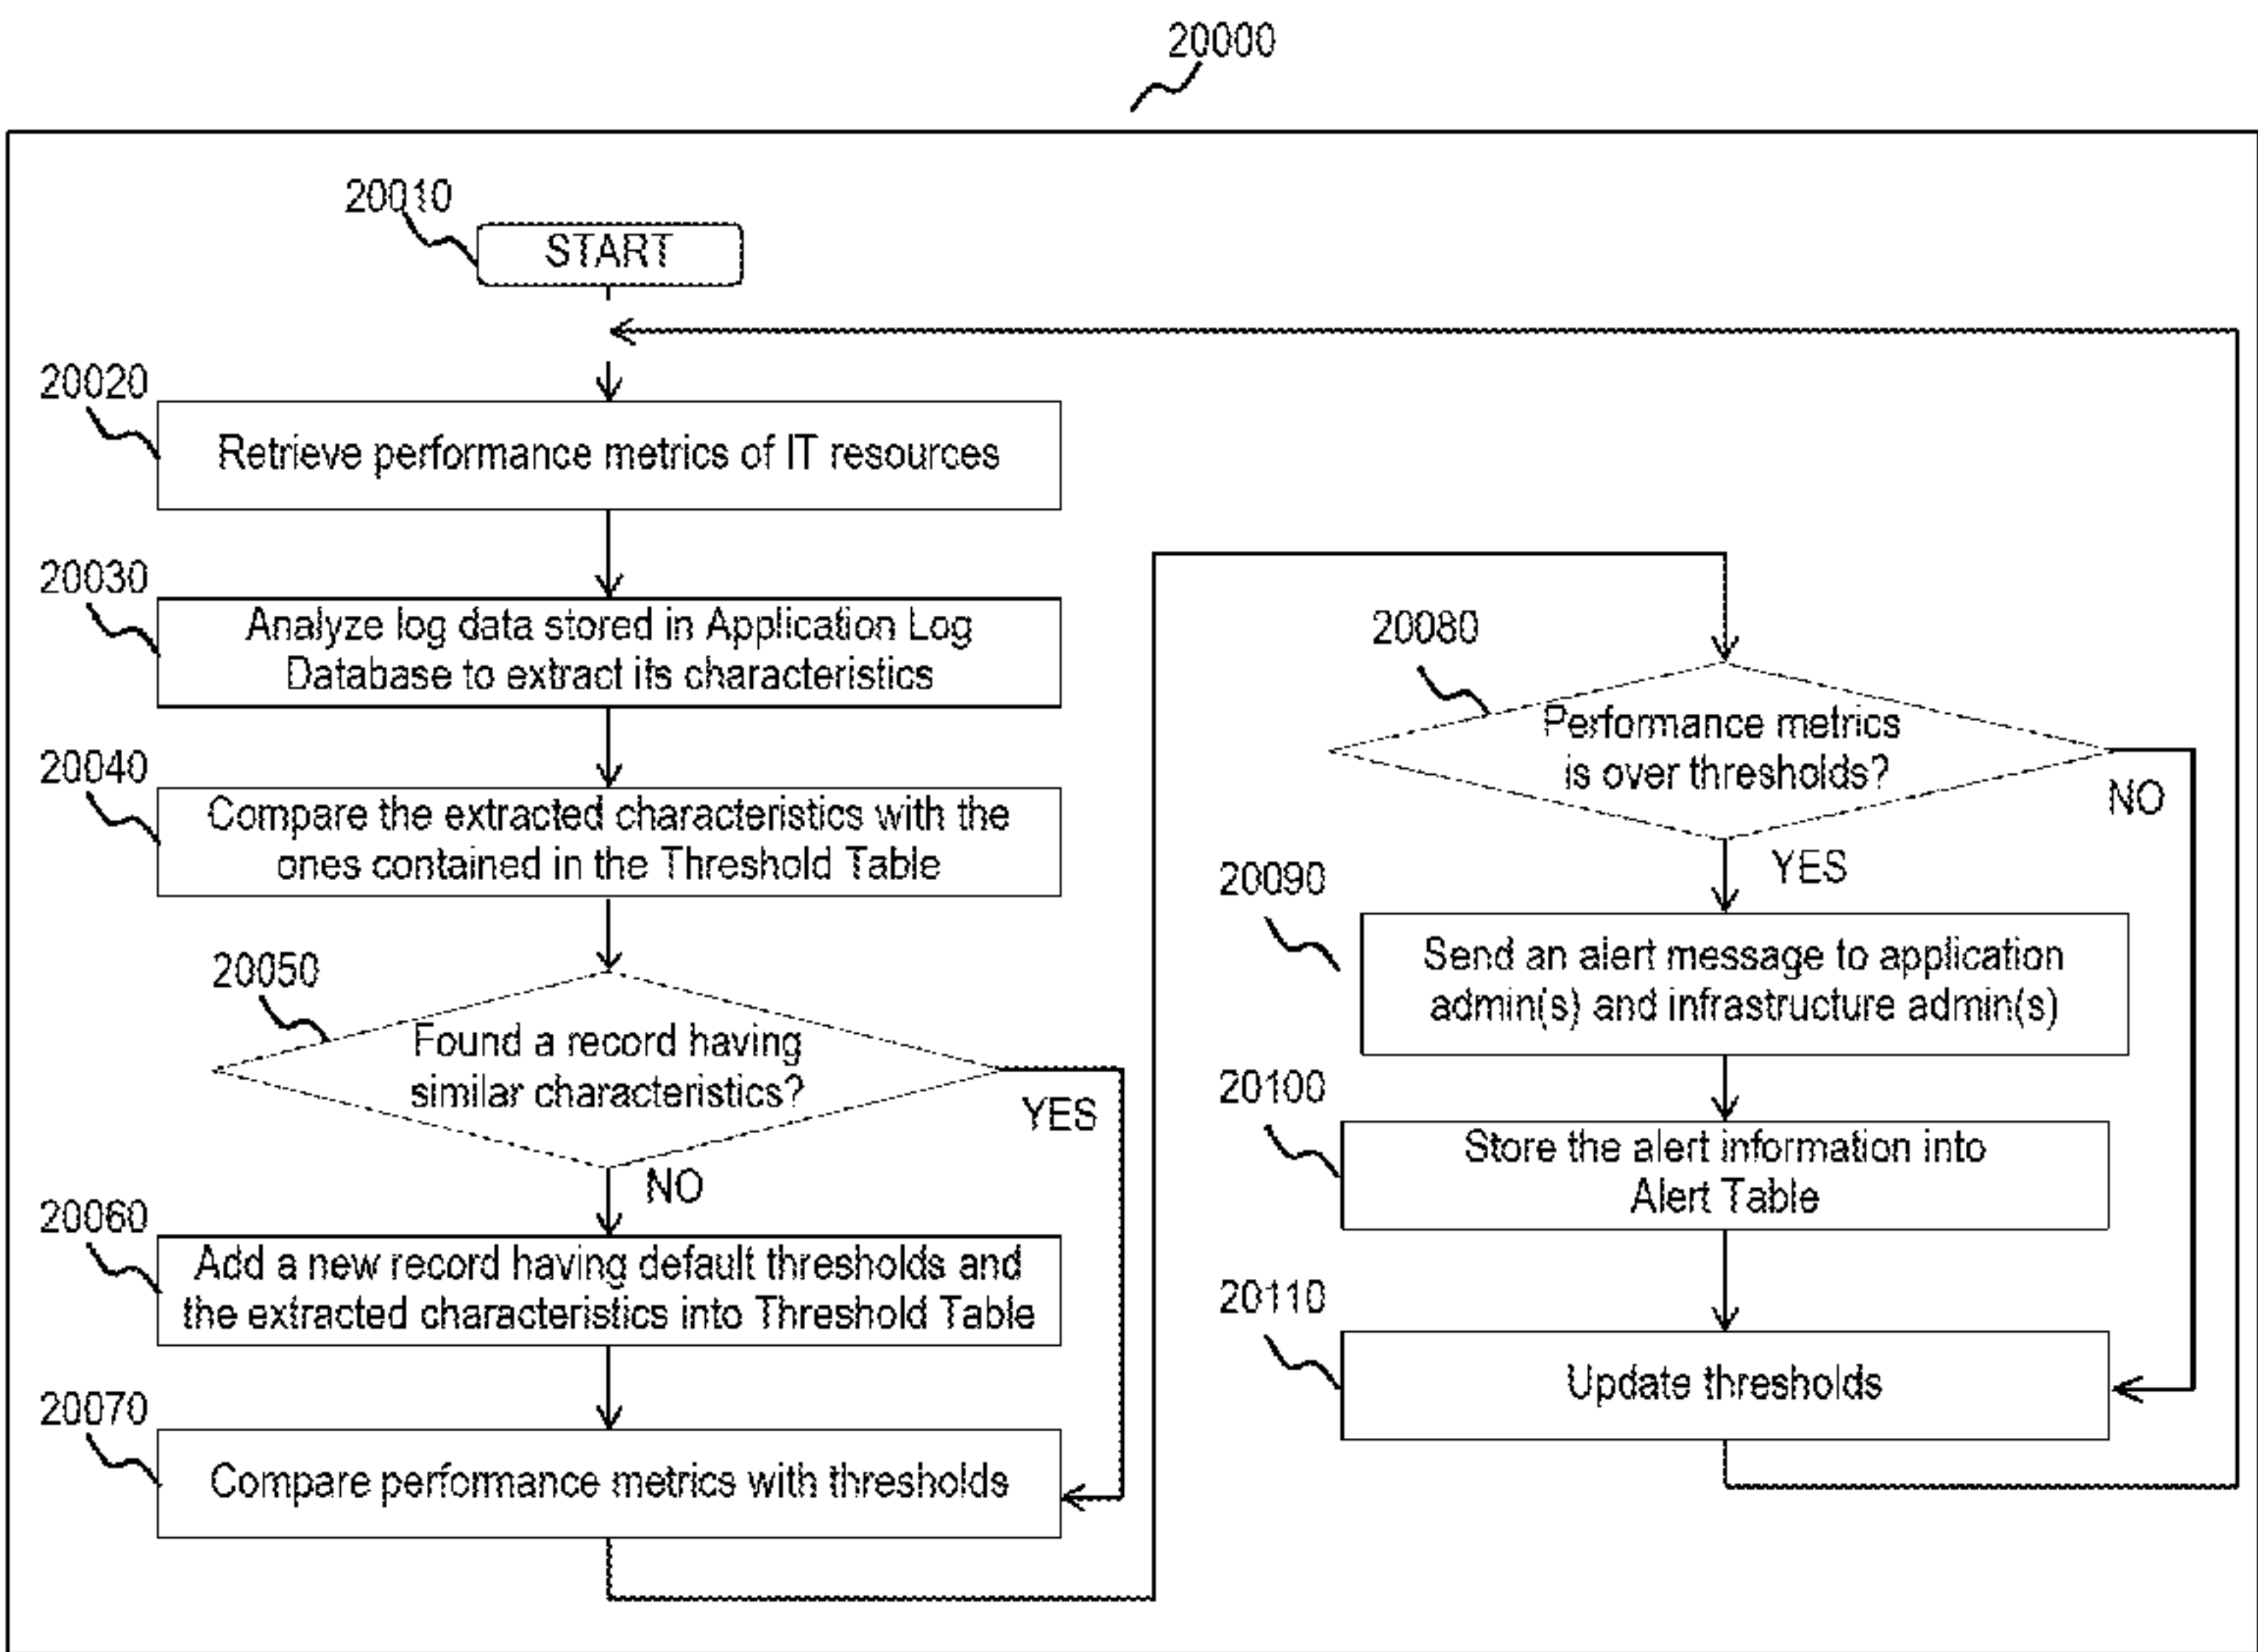 20000
20010
START
20020
Retrieve performance metrics of IT resources
20030
Analyze log data stored in Application Log
Database to extract its characteristics
20040
Compare the extracted characteristics with the
ones contained in the Threshold Table
20050
Found a record having
similar characteristics?
YES
NO
20060
Add a new record having default thresholds and
the extracted characteristics into Threshold Table
20070
Compare performance metrics with thresholds
20080
Performance metrics
is over thresholds?
NO
YES
20090
Send an alert message to application
admin(s) and infrastructure admin(s)
20100
Store the alert information into
Alert Table
20110
Update thresholds